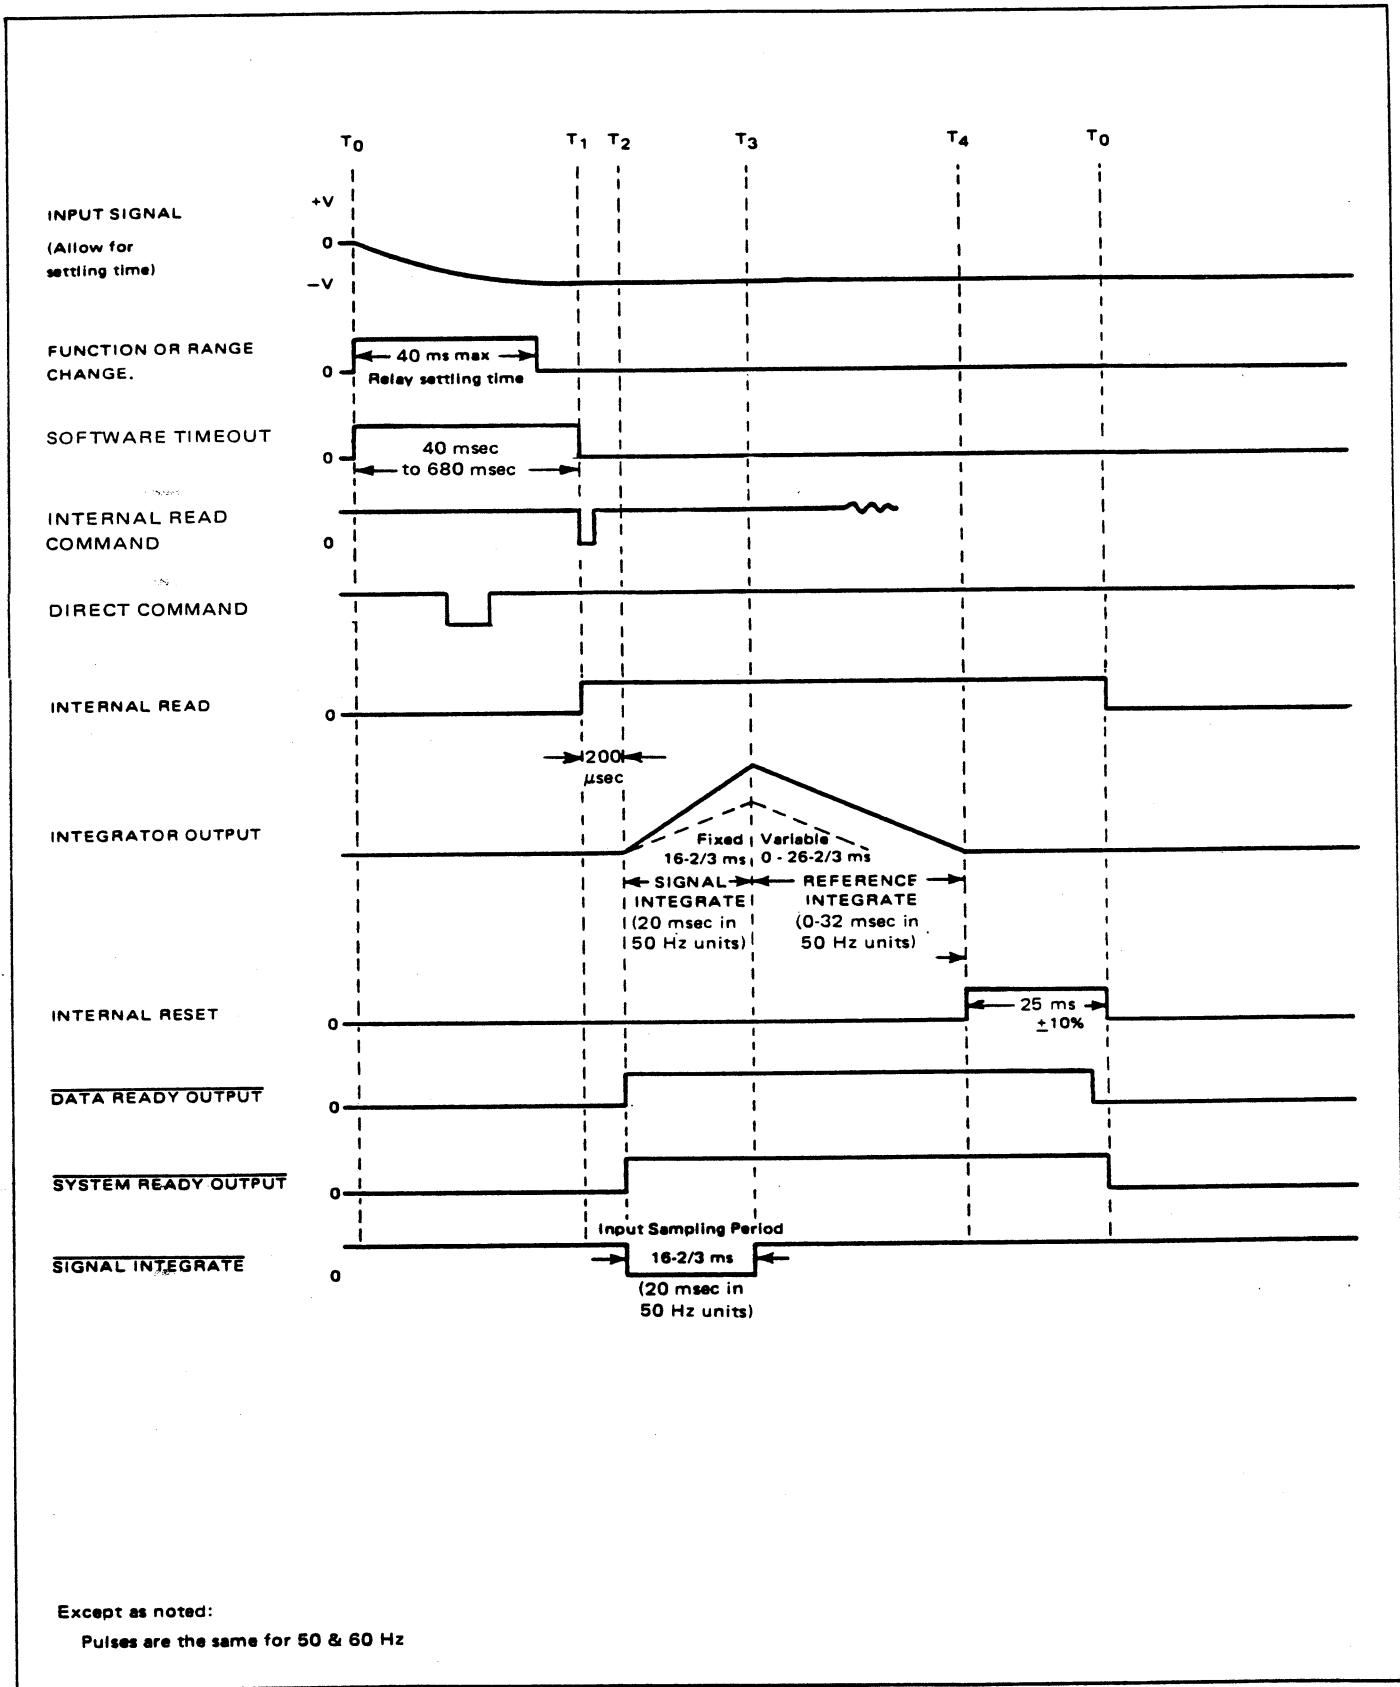 T0 T1 T2 T3 T4 T0
INPUT SIGNAL
(Allow for
settling time)
+V
0
−V
FUNCTION OR RANGE
CHANGE.
0
40 ms max
Relay settling time
SOFTWARE TIMEOUT
0
40 msec
to 680 msec
INTERNAL READ
COMMAND
0
DIRECT COMMAND
INTERNAL READ
0
200
μsec
INTEGRATOR OUTPUT
Fixed
16-2/3 ms
Variable
0 - 26-2/3 ms
SIGNAL
INTEGRATE
(20 msec in
50 Hz units)
REFERENCE
INTEGRATE
(0-32 msec in
50 Hz units)
INTERNAL RESET
0
25 ms
±10%
DATA READY OUTPUT
0
SYSTEM READY OUTPUT
0
SIGNAL INTEGRATE
0
Input Sampling Period
16-2/3 ms
(20 msec in
50 Hz units)
Except as noted:
Pulses are the same for 50 & 60 Hz